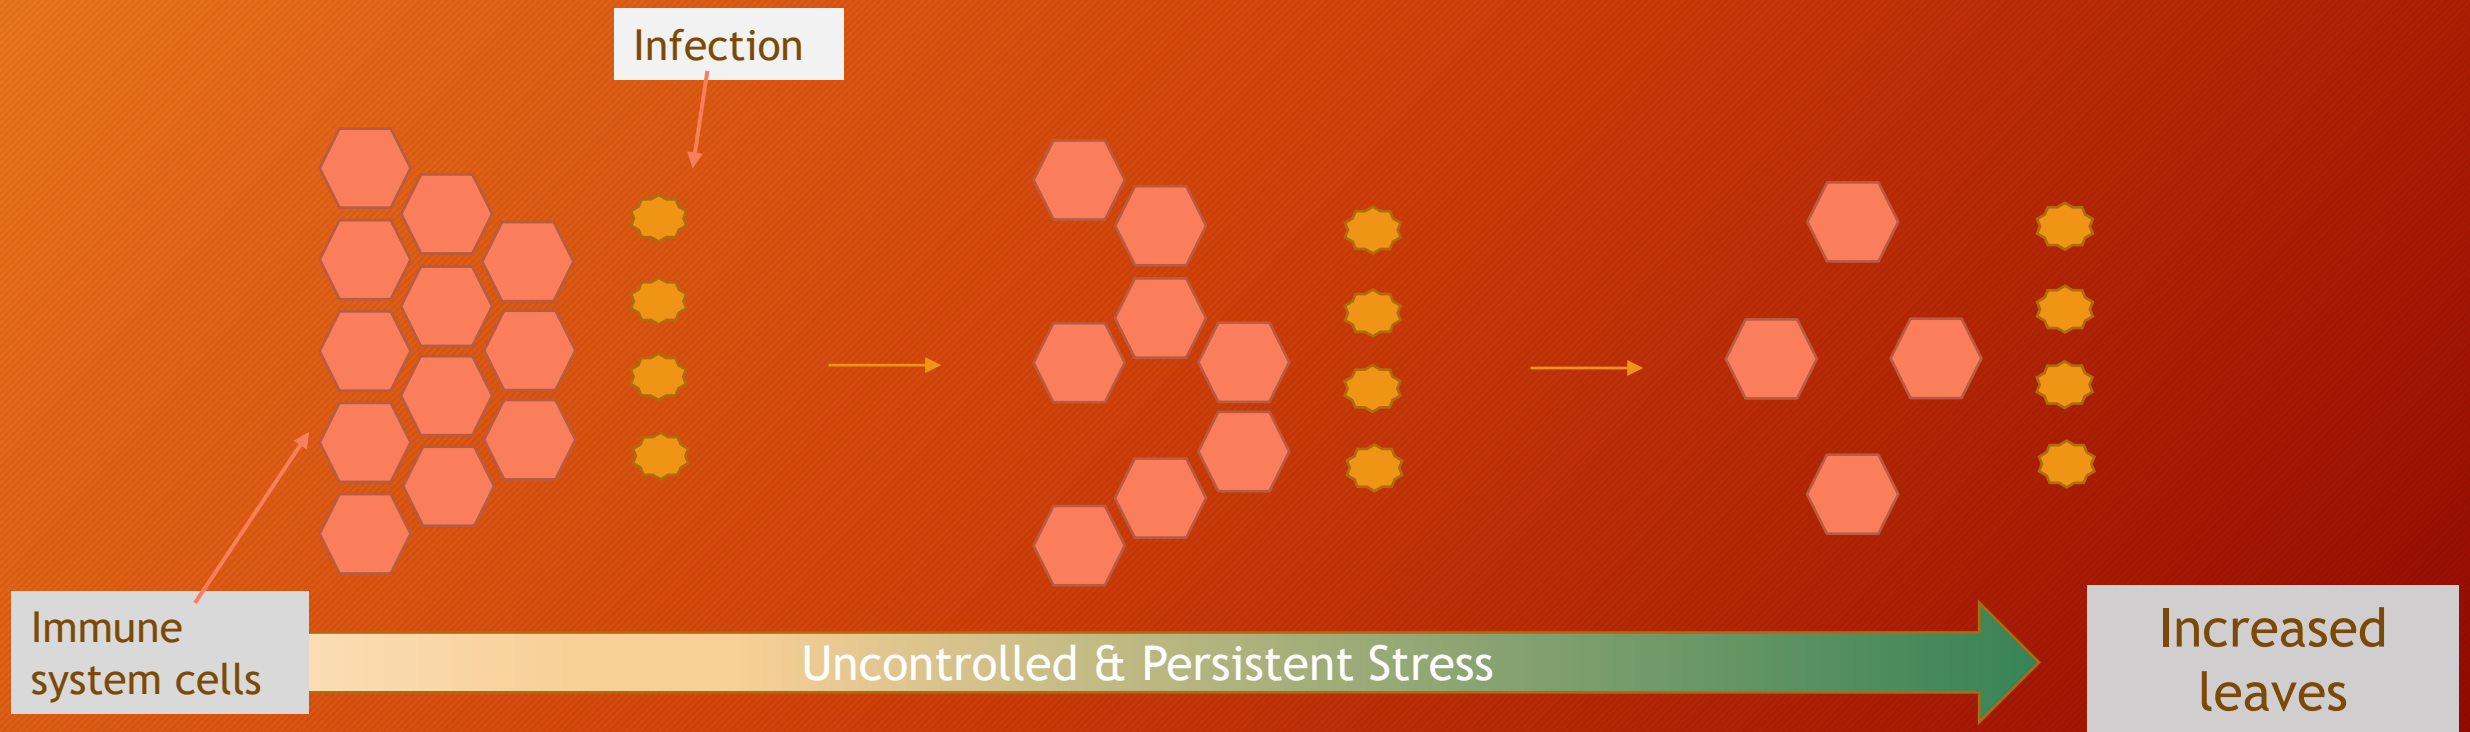 Infection
Immune
system cells
Uncontrolled & Persistent Stress
Increased
leaves